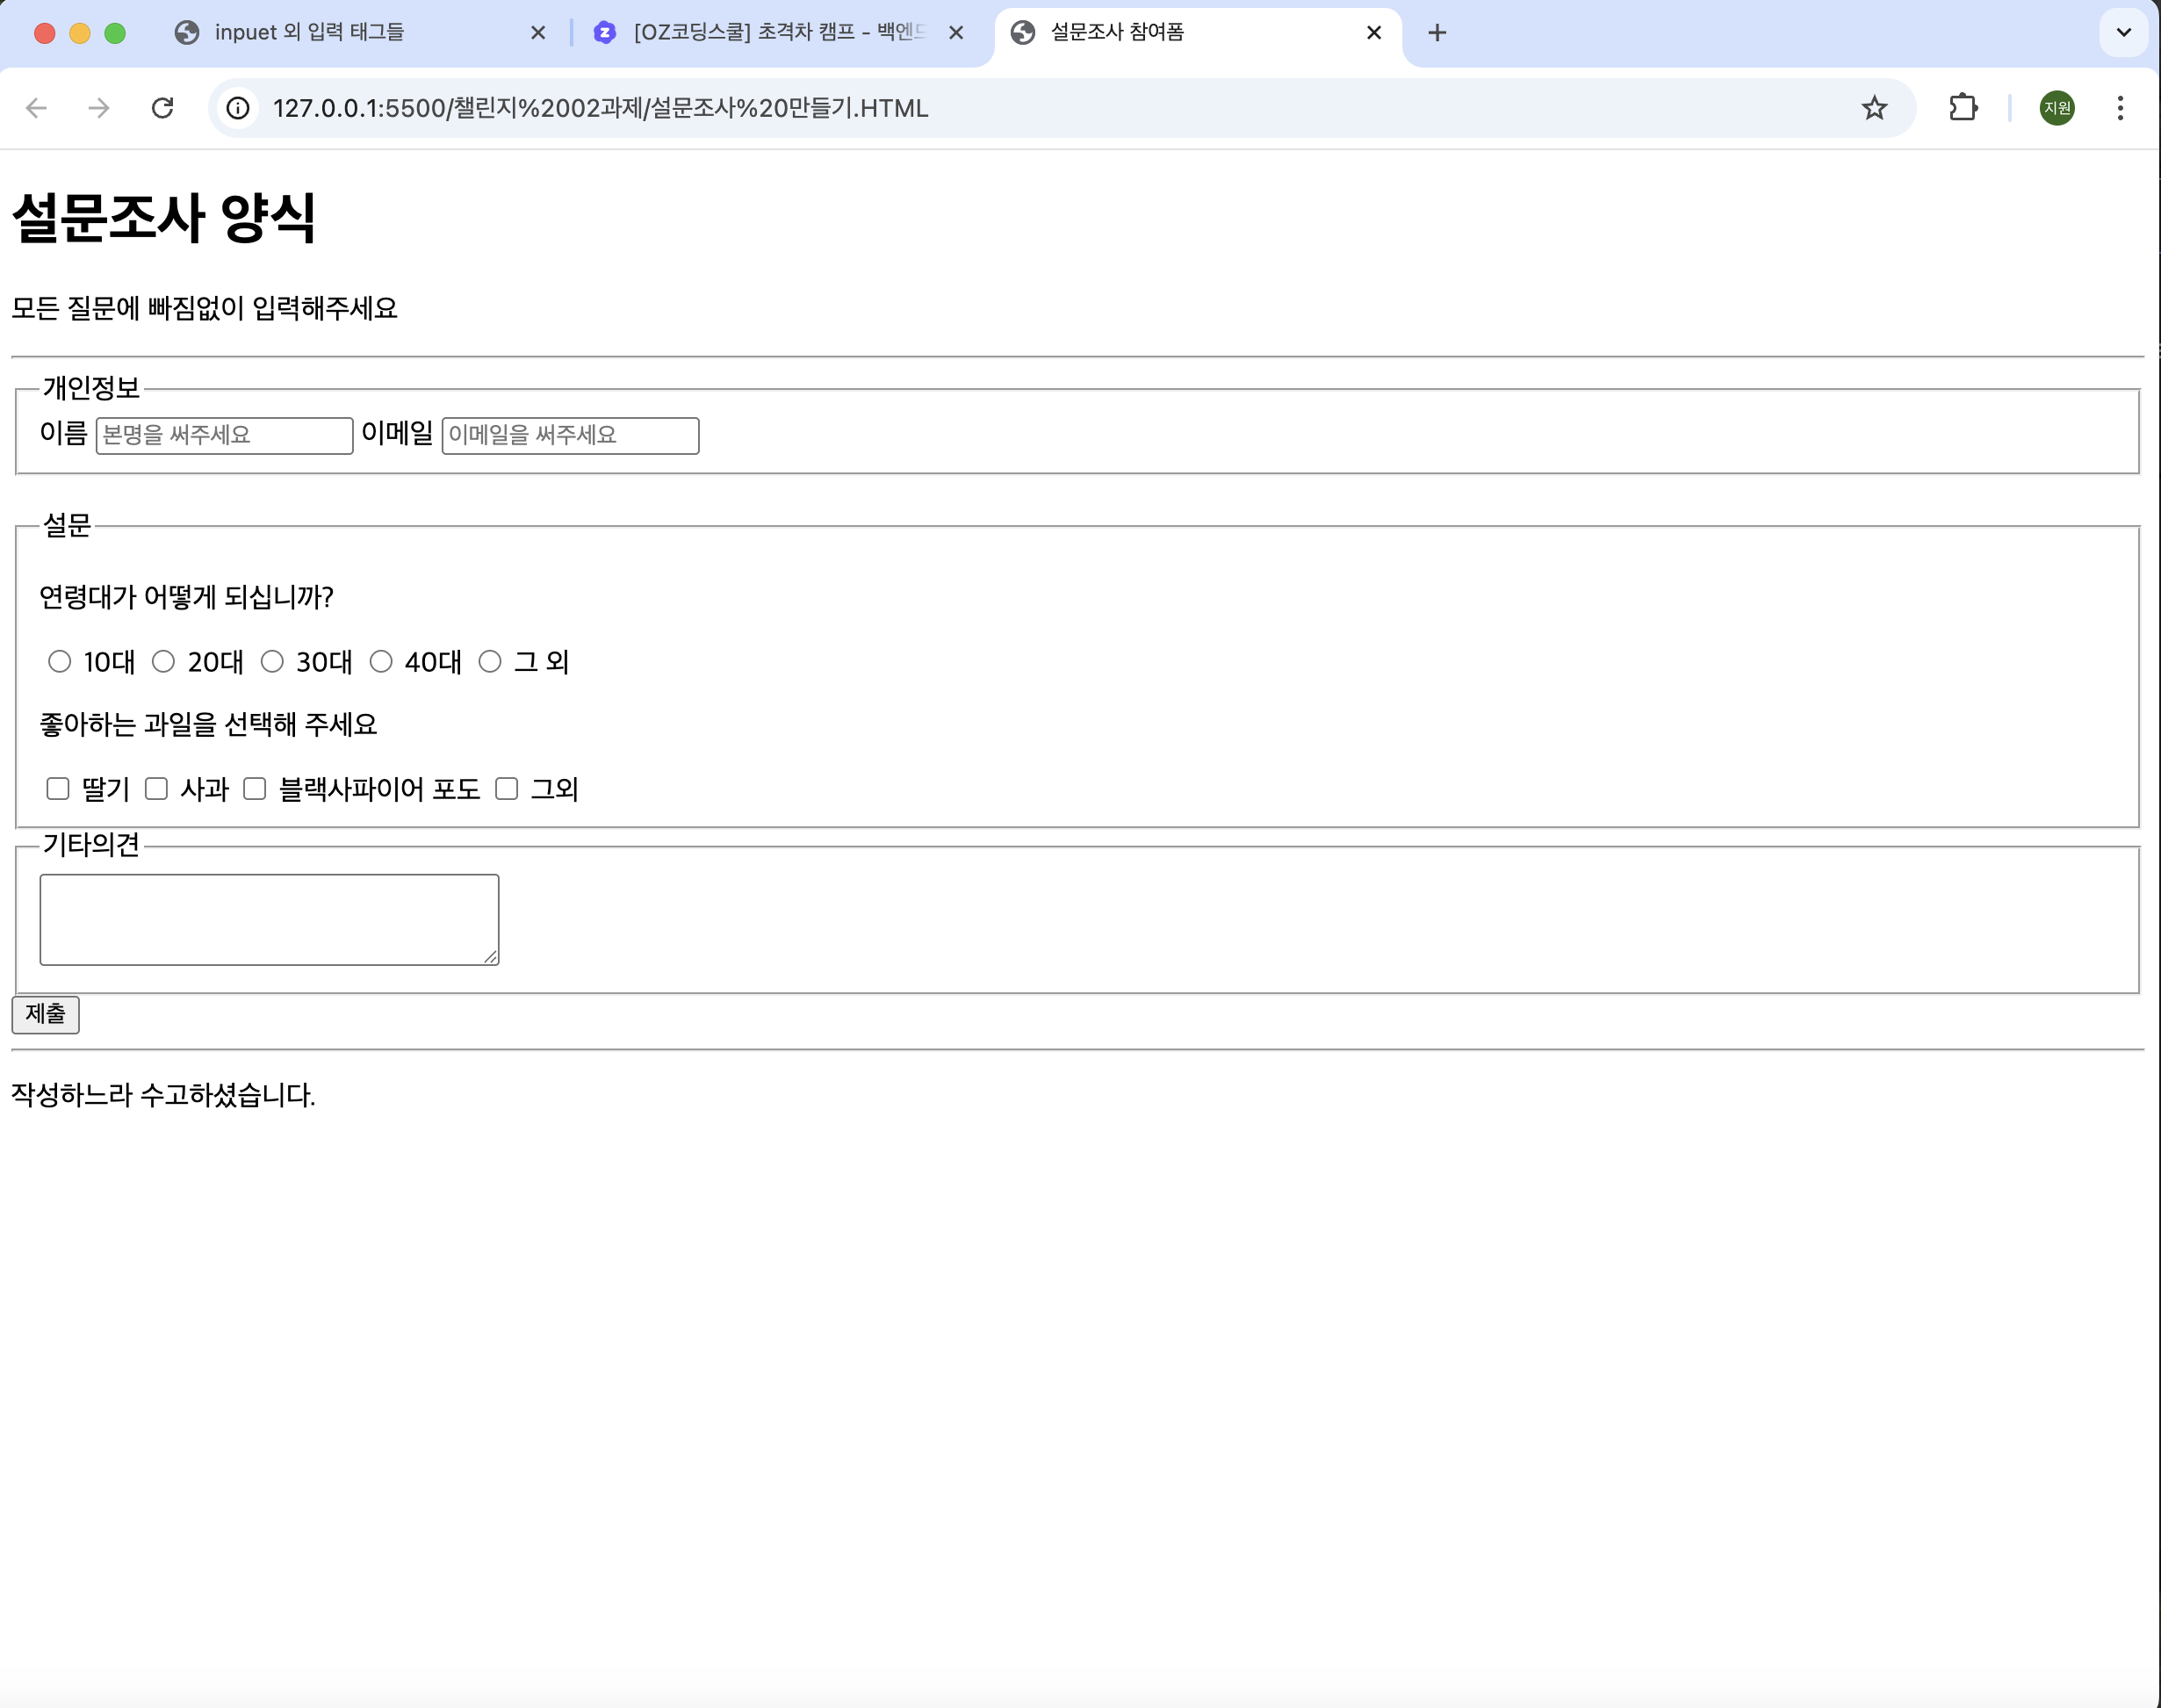 inpuet 외 입력 태그들
[OZ코딩스쿨] 초격차 캠프 - 백엔드
설문조사 참여폼
127.0.0.1:5500/챌린지%2002과제/설문조사%20만들기.HTML
지원
설문조사 양식
모든 질문에 빠짐없이 입력해주세요
개인정보
이름 본명을 써주세요 이메일 이메일을 써주세요
설문
연령대가 어떻게 되십니까?
10대 20대 30대 40대 그 외
좋아하는 과일을 선택해 주세요
딸기 사과 블랙사파이어 포도 그외
기타의견
제출
작성하느라 수고하셨습니다.